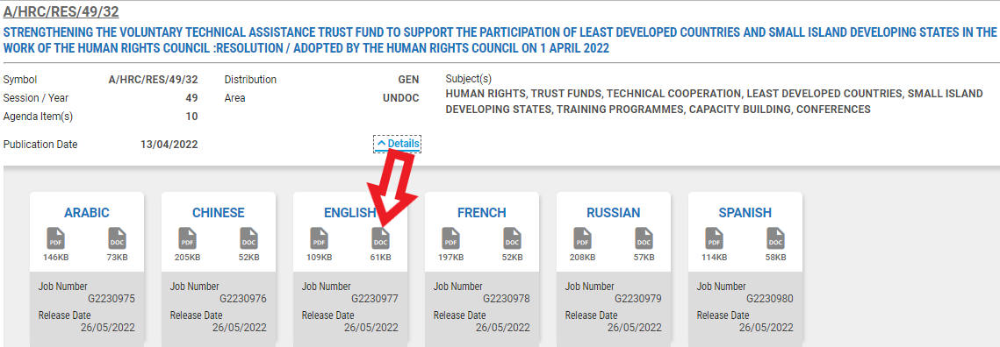 A/HRC/RES/49/32
STRENGTHENING THE VOLUNTARY TECHNICAL ASSISTANCE TRUST FUND TO SUPPORT THE PARTICIPATION OF LEAST DEVELOPED COUNTRIES AND SMALL ISLAND DEVELOPING STATES IN THE
WORK OF THE HUMAN RIGHTS COUNCIL :RESOLUTION / ADOPTED BY THE HUMAN RIGHTS COUNCIL ON 1 APRIL 2022
Symbol A/HRC/RES/49/32 Distribution GEN Subject(s)
Session / Year 49 Area UNDOC HUMAN RIGHTS, TRUST FUNDS, TECHNICAL COOPERATION, LEAST DEVELOPED COUNTRIES, SMALL ISLAND
Agenda Item(s) 10 DEVELOPING STATES, TRAINING PROGRAMMES, CAPACITY BUILDING, CONFERENCES
Publication Date 13/04/2022 Details
ARABIC CHINESE ENGLISH FRENCH RUSSIAN SPANISH
PDF DOC PDF DOC PDF DOC PDF DOC PDF DOC PDF DOC
146KB 73KB 205KB 52KB 109KB 61KB 197KB 52KB 208KB 57KB 114KB 58KB
Job Number Job Number Job Number Job Number Job Number Job Number
G2230975 G2230976 G2230977 G2230978 G2230979 G2230980
Release Date Release Date Release Date Release Date Release Date Release Date
26/05/2022 26/05/2022 26/05/2022 26/05/2022 26/05/2022 26/05/2022